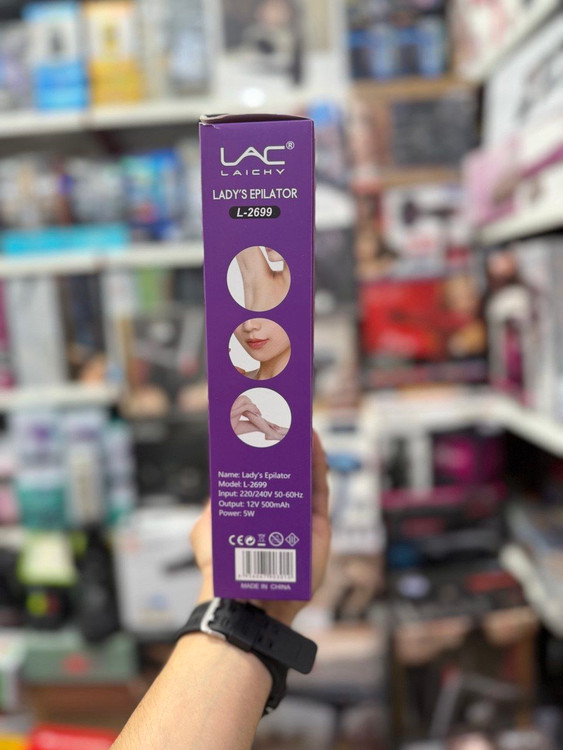 LAC®
LAICHY
LADY'S EPILATOR
L-2699
Name: Lady's Epilator
Model: L-2699
Input: 220/240V 50-60Hz
Output: 12V 500mAh
Power: 5W
CE
MADE IN CHINA